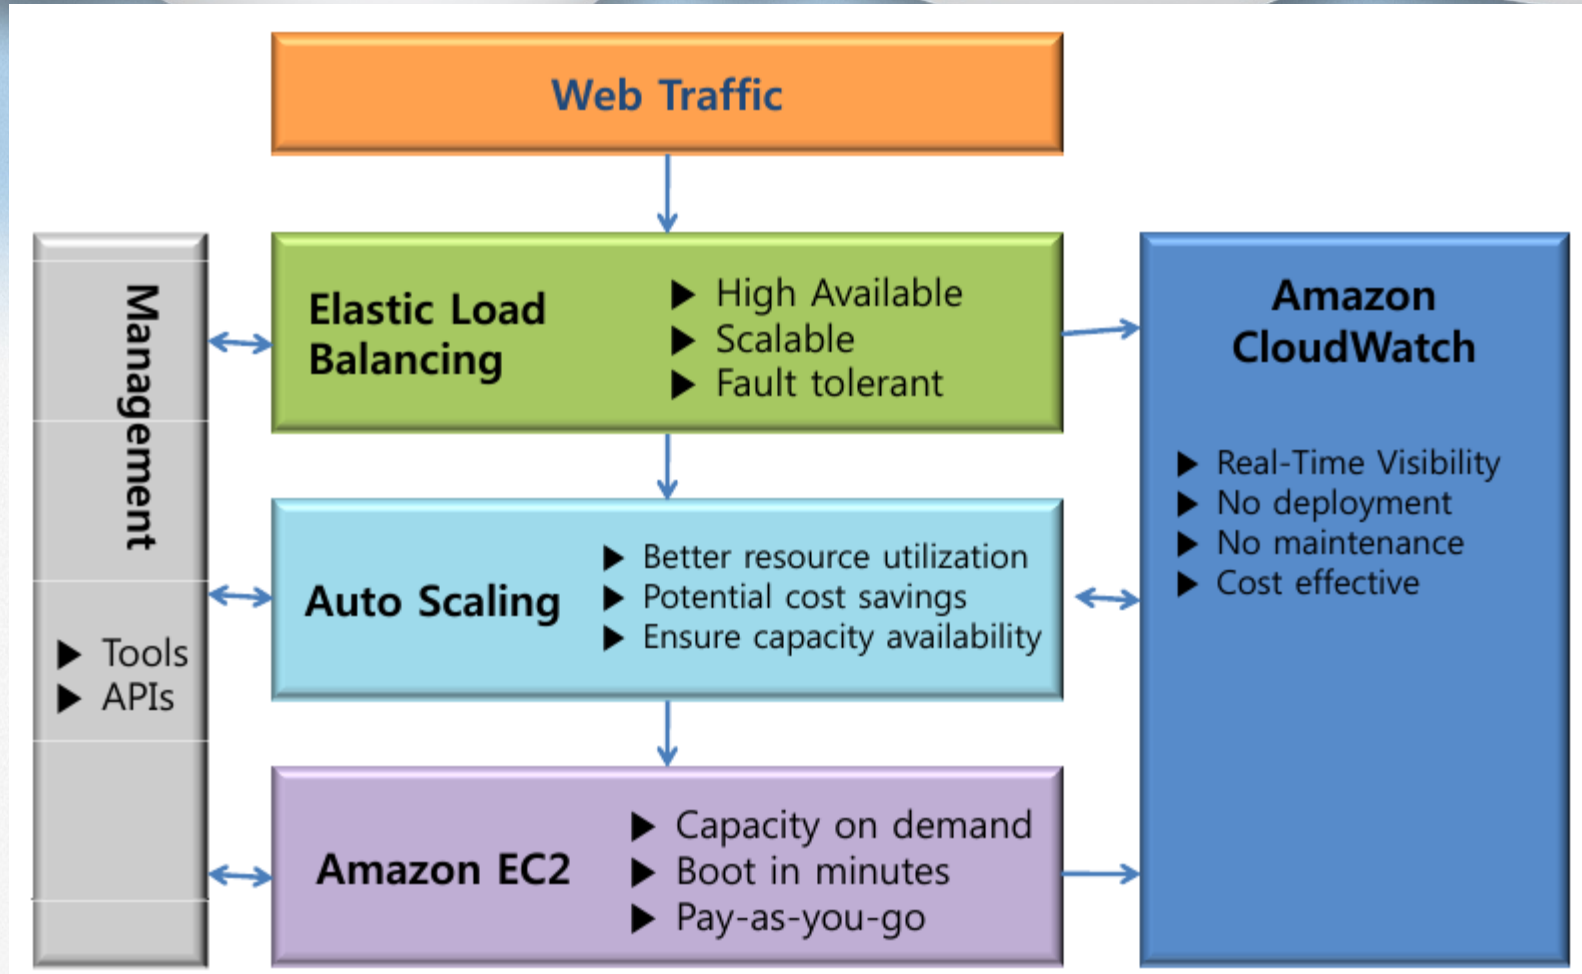 Web Traffic
Management
▶ Tools
▶ APIs
Elastic Load
Balancing
▶ High Available
▶ Scalable
▶ Fault tolerant
Auto Scaling
▶ Better resource utilization
▶ Potential cost savings
▶ Ensure capacity availability
Amazon EC2
▶ Capacity on demand
▶ Boot in minutes
▶ Pay-as-you-go
Amazon
CloudWatch
▶ Real-Time Visibility
▶ No deployment
▶ No maintenance
▶ Cost effective